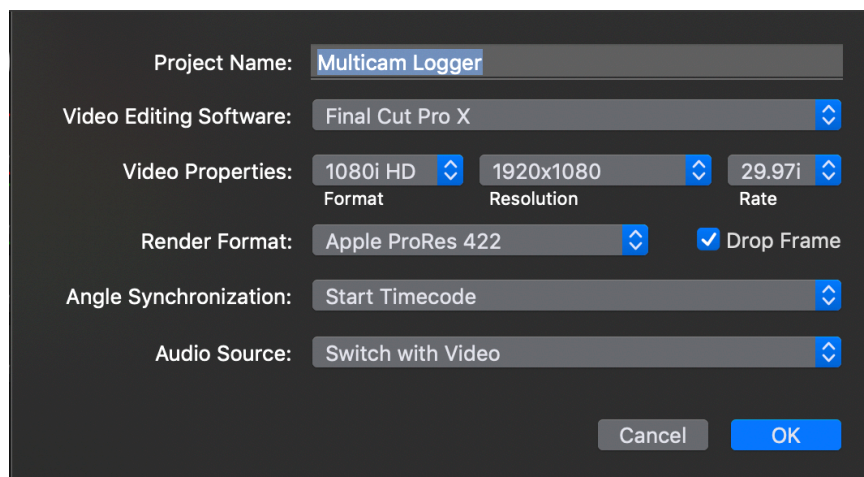 Project Name: Multicam Logger
Video Editing Software: Final Cut Pro X
Video Properties: 1080i HD 1920x1080 29.97i
Format Resolution Rate
Render Format: Apple ProRes 422 Drop Frame
Angle Synchronization: Start Timecode
Audio Source: Switch with Video
Cancel OK